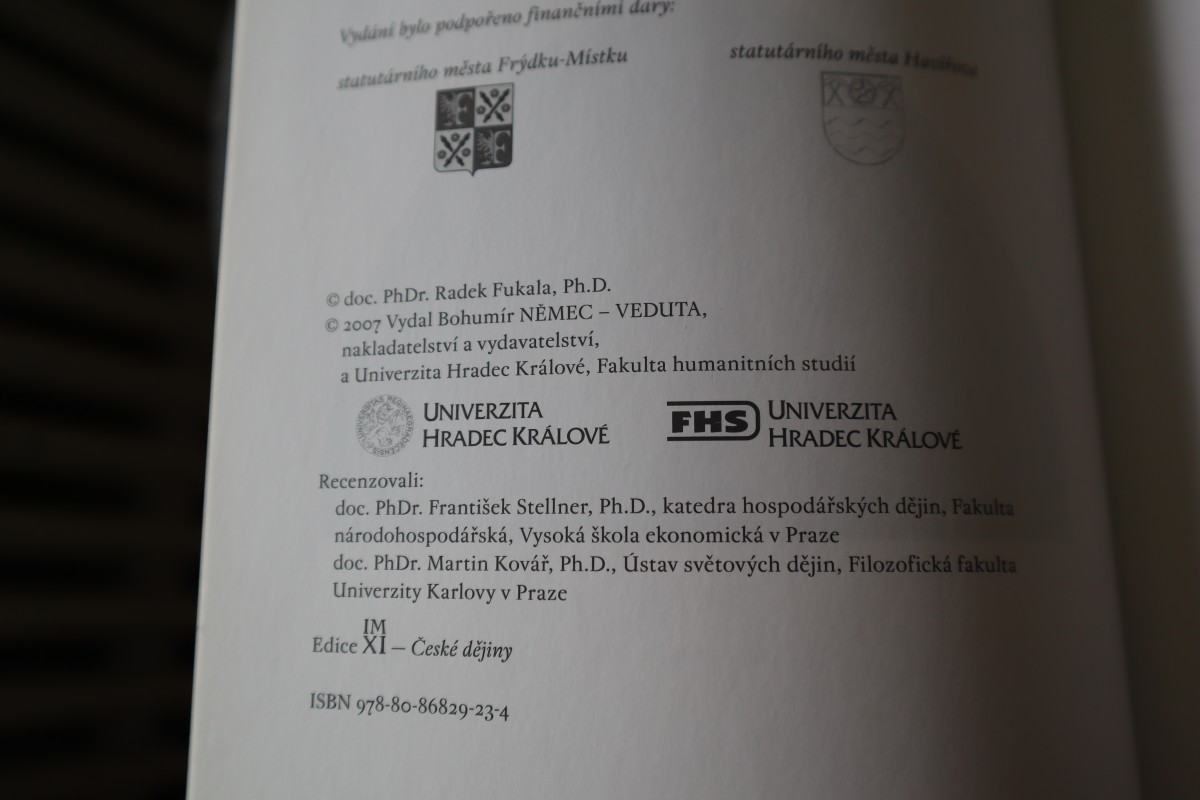 Vydání bylo podpořeno finančními dary:
statutárního města Frýdku-Místku
statutárního města Havířova
© doc. PhDr. Radek Fukala, Ph.D.
© 2007 Vydal Bohumír NĚMEC – VEDUTA,
nakladatelství a vydavatelství,
a Univerzita Hradec Králové, Fakulta humanitních studií
UNIVERZITA
HRADEC KRÁLOVÉ
FHS
UNIVERZITA
HRADEC KRÁLOVÉ
Recenzovali:
doc. PhDr. František Stellner, Ph.D., katedra hospodářských dějin, Fakulta
národohospodářská, Vysoká škola ekonomická v Praze
doc. PhDr. Martin Kovář, Ph.D., Ústav světových dějin, Filozofická fakulta
Univerzity Karlovy v Praze
IM
Edice XI – České dějiny
ISBN 978-80-86829-23-4